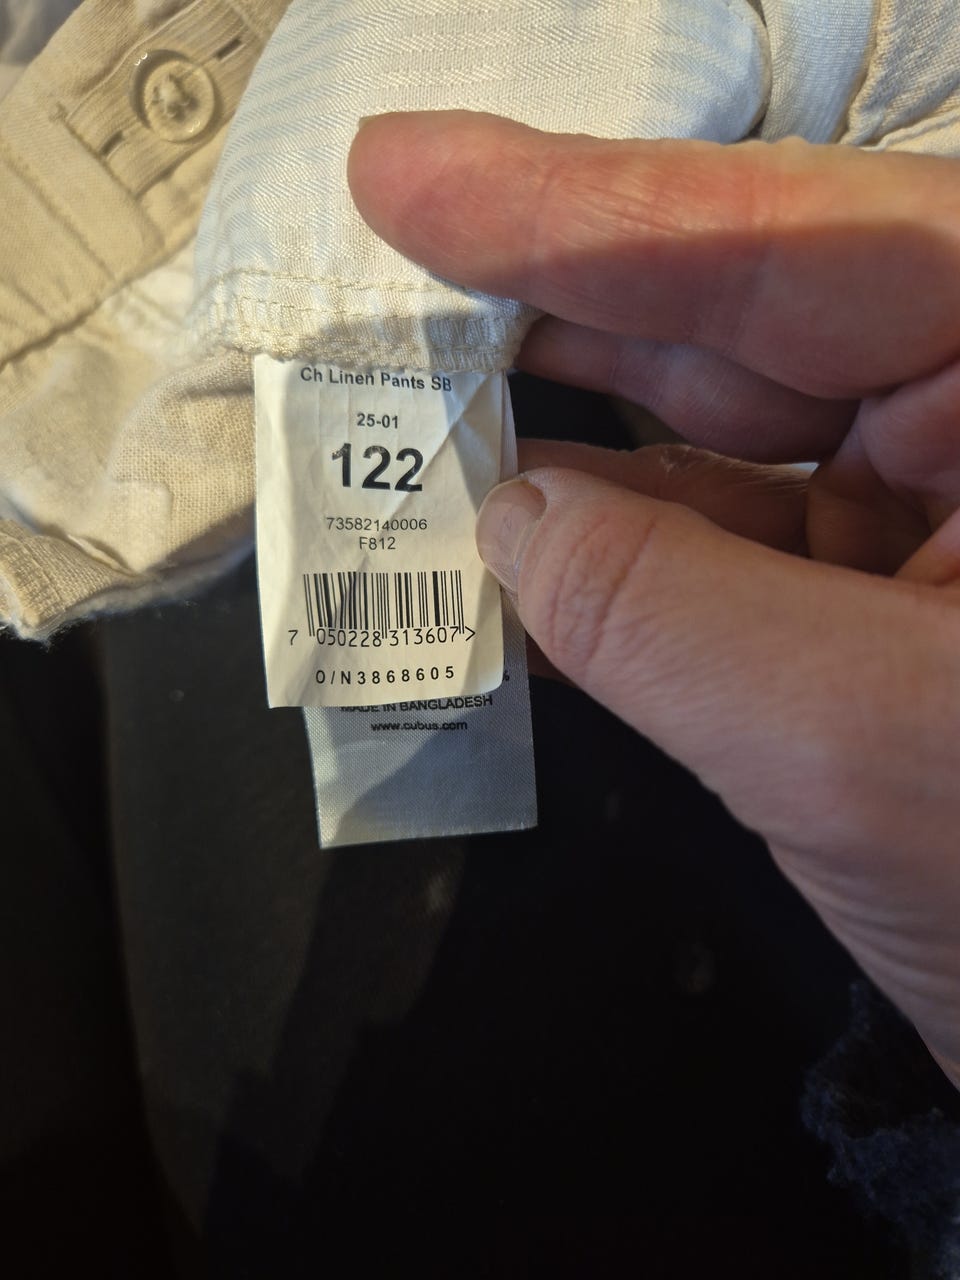 Ch Linen Pants SB
25-01
122
73582140006
F812
7 050228 313607 >
O/N3868605
%
MADE IN BANGLADESH
www.cubus.com